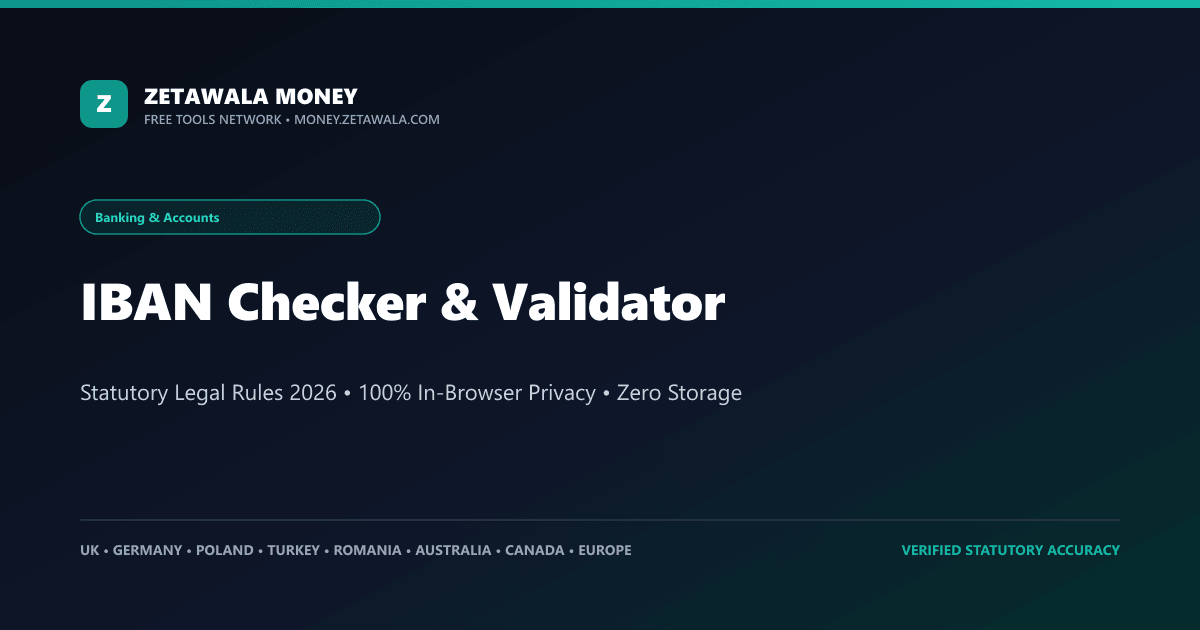 Z
ZETAWALA MONEY
FREE TOOLS NETWORK • MONEY.ZETAWALA.COM
Banking & Accounts
IBAN Checker & Validator
Statutory Legal Rules 2026 • 100% In-Browser Privacy • Zero Storage
UK • GERMANY • POLAND • TURKEY • ROMANIA • AUSTRALIA • CANADA • EUROPE
VERIFIED STATUTORY ACCURACY